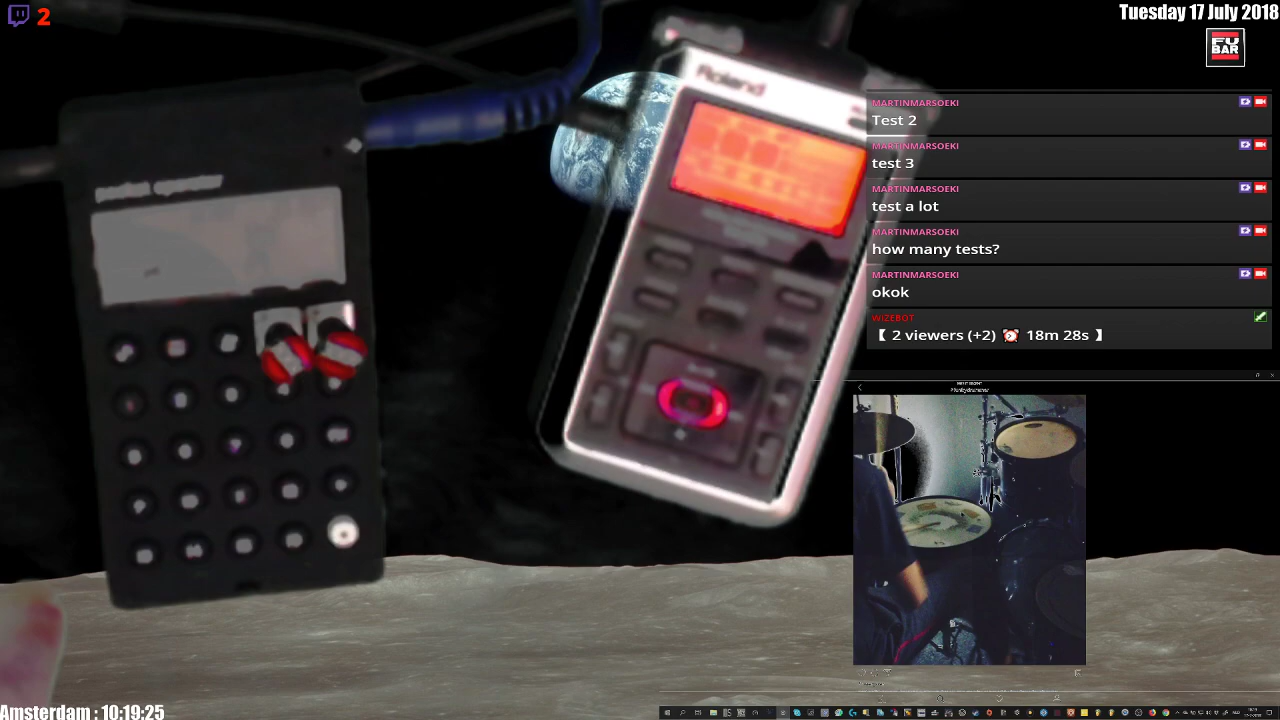 2
Tuesday 17 July 2018
FU
BAR
Roland
pocket operator
MARTINMARSOEKI
Test 2
MARTINMARSOEKI
test 3
MARTINMARSOEKI
test a lot
MARTINMARSOEKI
how many tests?
MARTINMARSOEKI
okok
WIZEBOT
【 2 viewers (+2) ⏰ 18m 28s 】
Amsterdam : 10:19:25